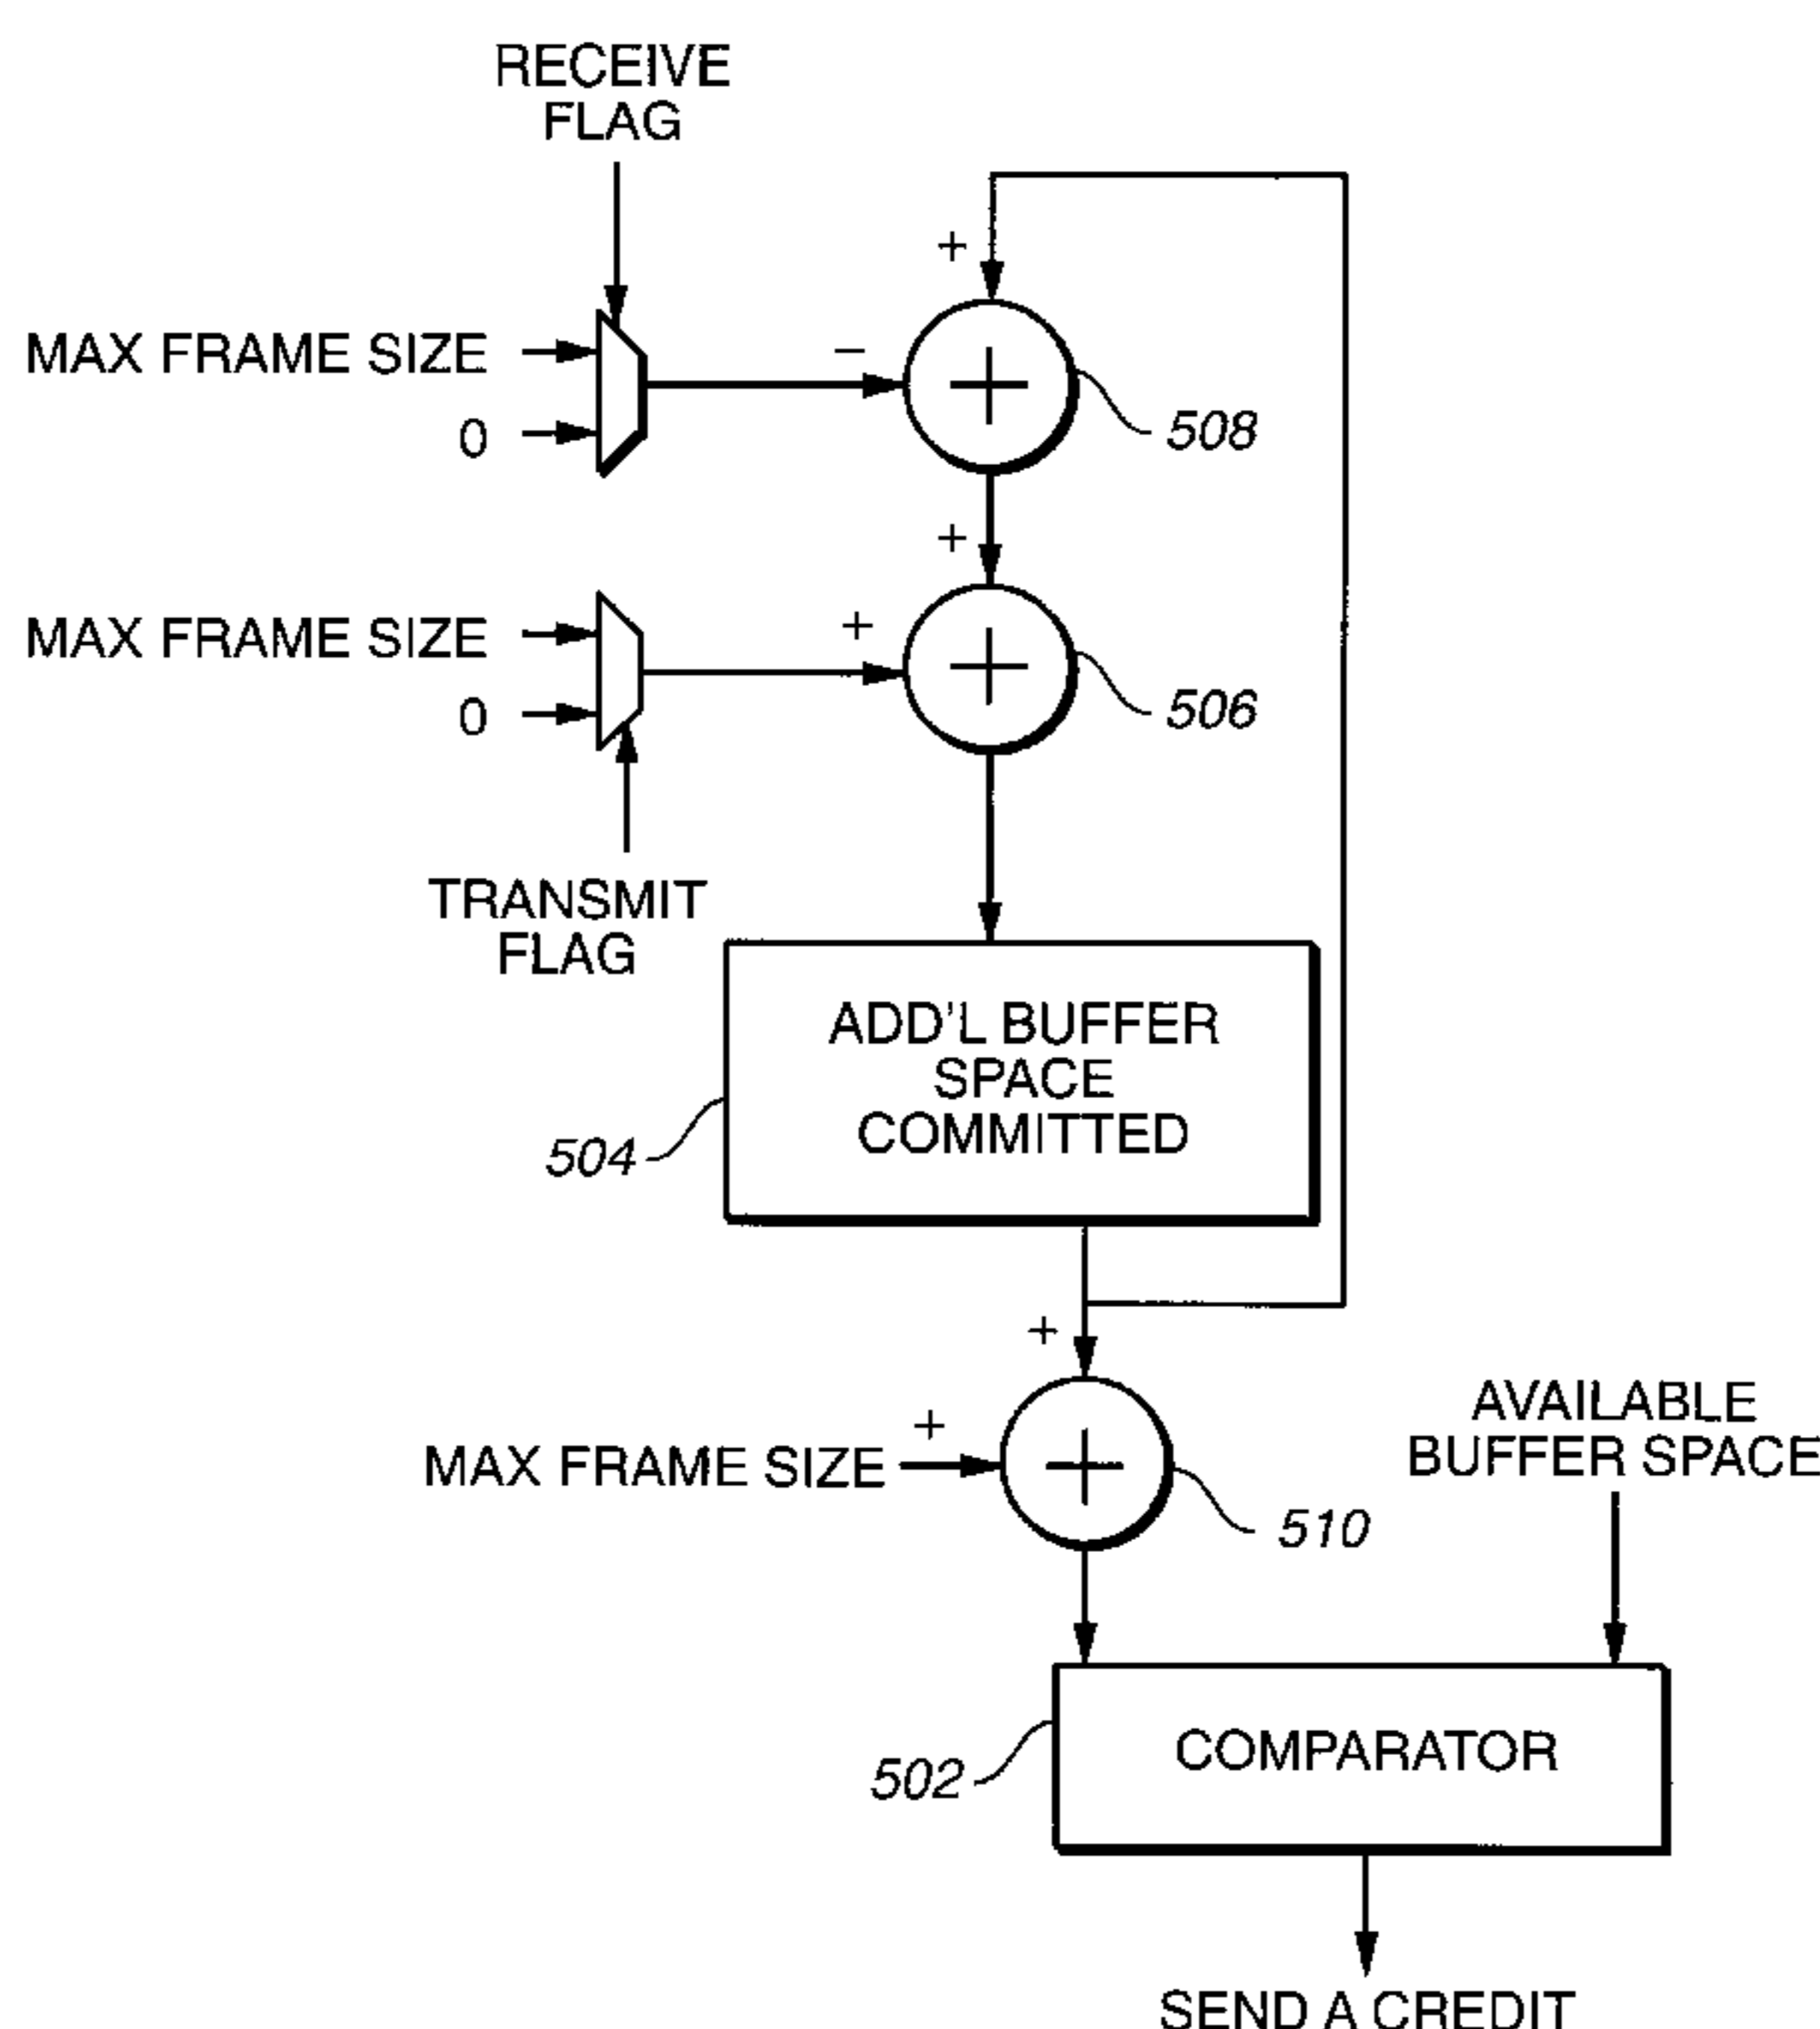 RECEIVE
FLAG
+
MAX FRAME SIZE
−
0
+
508
+
MAX FRAME SIZE
+
0
+
506
TRANSMIT
FLAG
ADD'L BUFFER
SPACE
COMMITTED
504
+
AVAILABLE
BUFFER SPACE
+
MAX FRAME SIZE
+
510
COMPARATOR
502
SEND A CREDIT